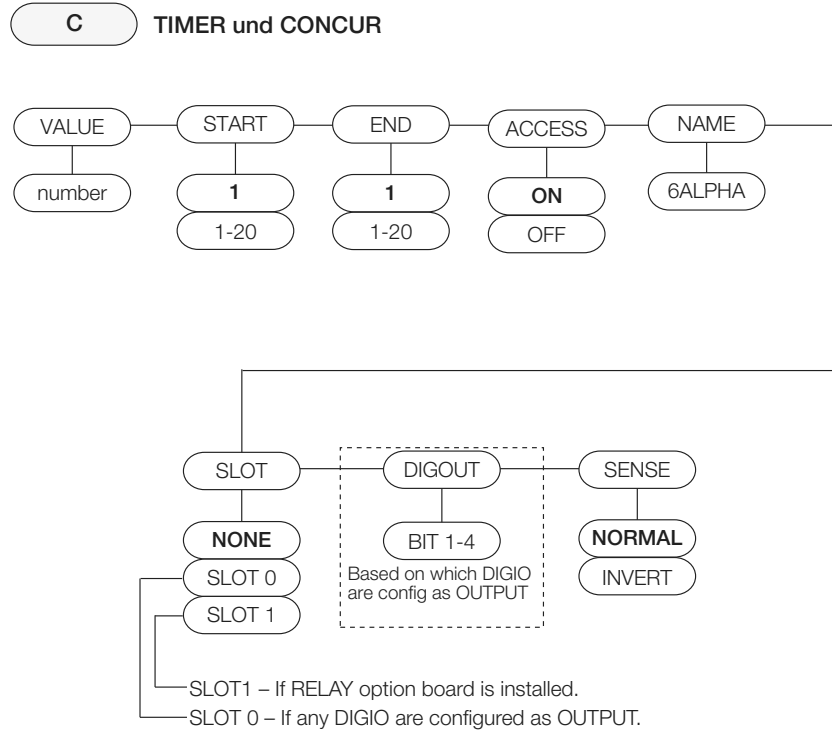 C TIMER und CONCUR
VALUE START END ACCESS NAME
number 1 1 ON 6ALPHA
1-20 1-20 OFF
SLOT DIGOUT SENSE
NONE BIT 1-4 NORMAL
SLOT 0 Based on which DIGIO INVERT
are config as OUTPUT
SLOT 1
SLOT1 – If RELAY option board is installed.
SLOT 0 – If any DIGIO are configured as OUTPUT.